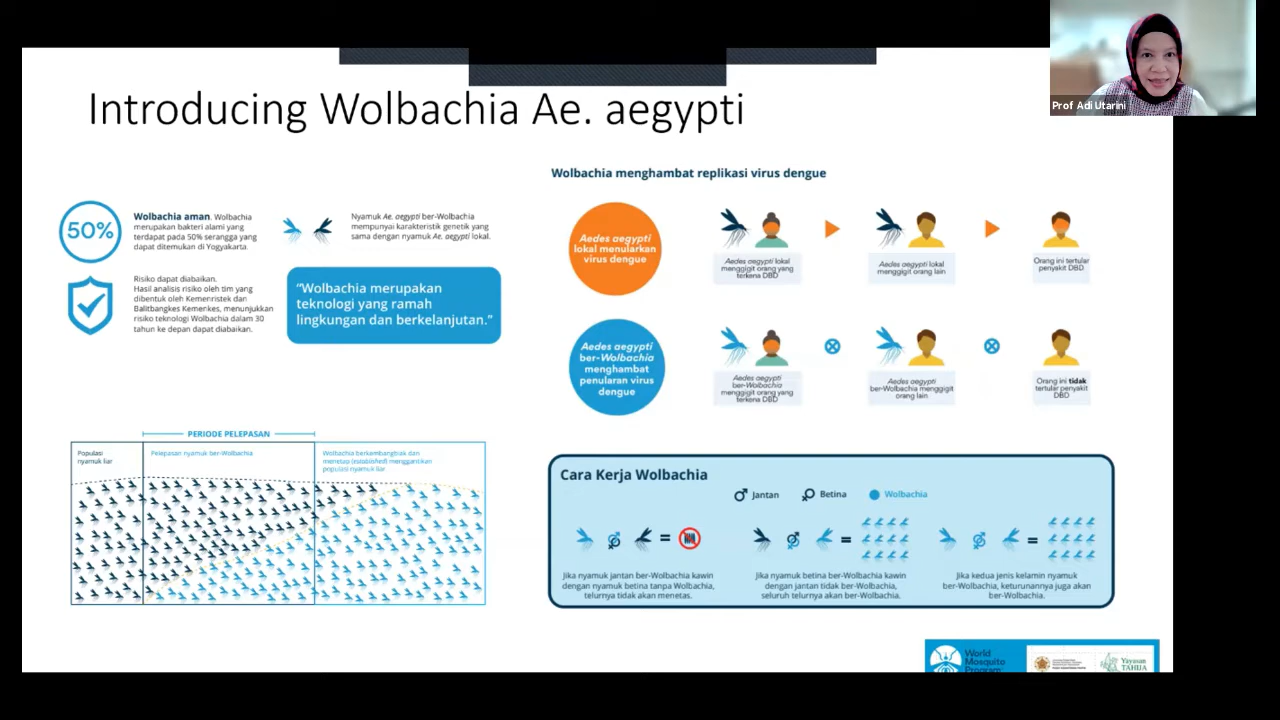 Prof Adi Utarini
Introducing Wolbachia Ae. aegypti
50%
Wolbachia aman. Wolbachia
merupakan bakteri alami yang
terdapat pada 50% serangga yang
dapat ditemukan di Yogyakarta.
Nyamuk Ae. aegypti ber-Wolbachia
mempunyai karakteristik genetik yang
sama dengan nyamuk Ae. aegypti lokal.
Risiko dapat diabaikan.
Hasil analisis risiko oleh tim yang
dibentuk oleh Kemenristek dan
Balitbangkes Kemenkes, menunjukkan
risiko teknologi Wolbachia dalam 30
tahun ke depan dapat diabaikan.
“Wolbachia merupakan
teknologi yang ramah
lingkungan dan berkelanjutan.”
PERIODE PELEPASAN
Populasi
nyamuk liar
Pelepasan nyamuk ber-Wolbachia
Wolbachia berkembangbiak dan
menetap (established) menggantikan
populasi nyamuk liar
Wolbachia menghambat replikasi virus dengue
Aedes aegypti
lokal menularkan
virus dengue
Aedes aegypti lokal
menggigit orang yang
terkena DBD
Aedes aegypti lokal
menggigit orang lain
Orang ini tertular
penyakit DBD
Aedes aegypti
ber-Wolbachia
menghambat
penularan virus
dengue
Aedes aegypti
ber-Wolbachia
menggigit orang yang
terkena DBD
Aedes aegypti
ber-Wolbachia menggigit
orang lain
Orang ini tidak
tertular penyakit
DBD
Cara Kerja Wolbachia
Jantan
Betina
Wolbachia
=
=
=
Jika nyamuk jantan ber-Wolbachia kawin
dengan nyamuk betina tanpa Wolbachia,
telurnya tidak akan menetas.
Jika nyamuk betina ber-Wolbachia kawin
dengan jantan tidak ber-Wolbachia,
seluruh telurnya akan ber-Wolbachia.
Jika kedua jenis kelamin nyamuk
ber-Wolbachia, keturunannya juga akan
ber-Wolbachia.
World
Mosquito
Program
Yayasan
TAHIJA